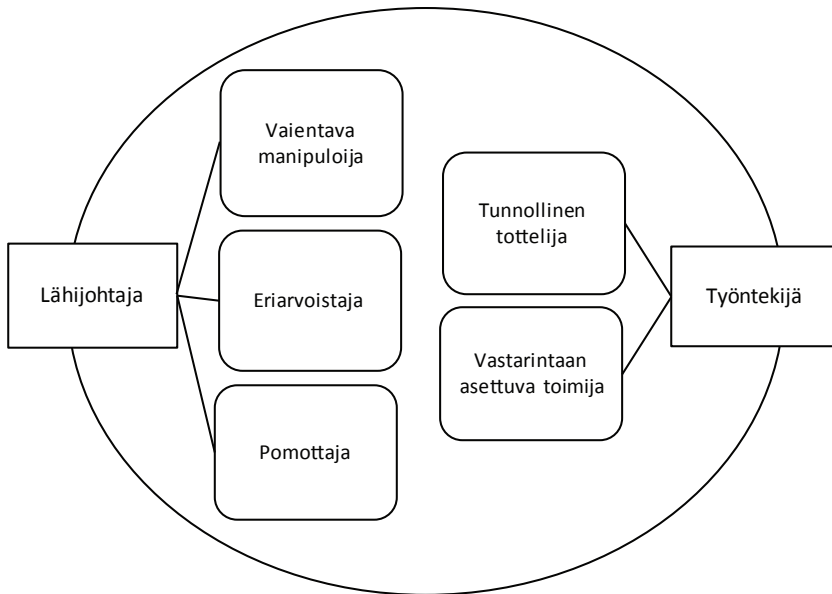 Vaientava
manipuloija
Tunnollinen
tottelija
Lähijohtaja
Eriarvoistaja
Työntekijä
Vastarintaan
asettuva toimija
Pomottaja